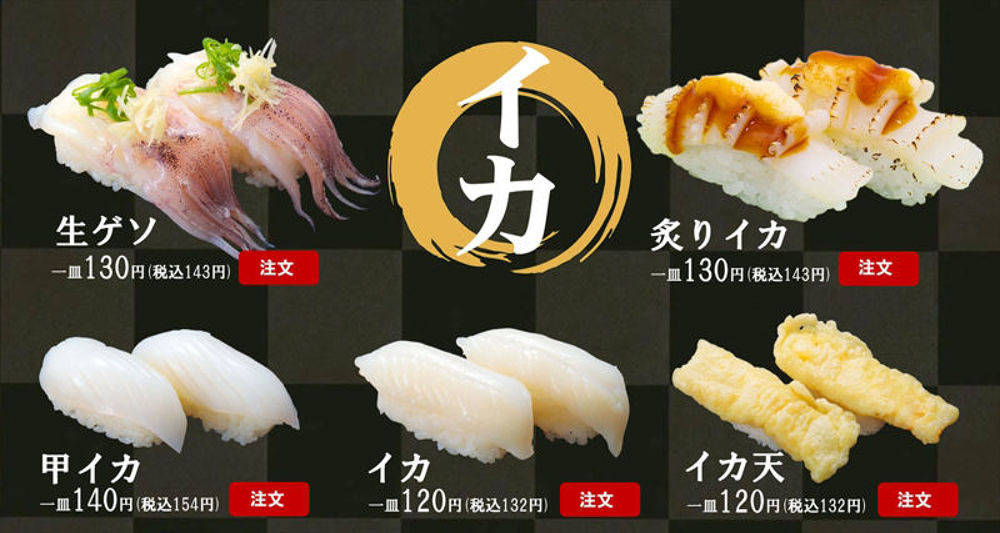 イカ
生ゲソ
一皿130円(税込143円) 注文
炙りイカ
一皿130円(税込143円) 注文
甲イカ
一皿140円(税込154円) 注文
イカ
一皿120円(税込132円) 注文
イカ天
一皿120円(税込132円) 注文